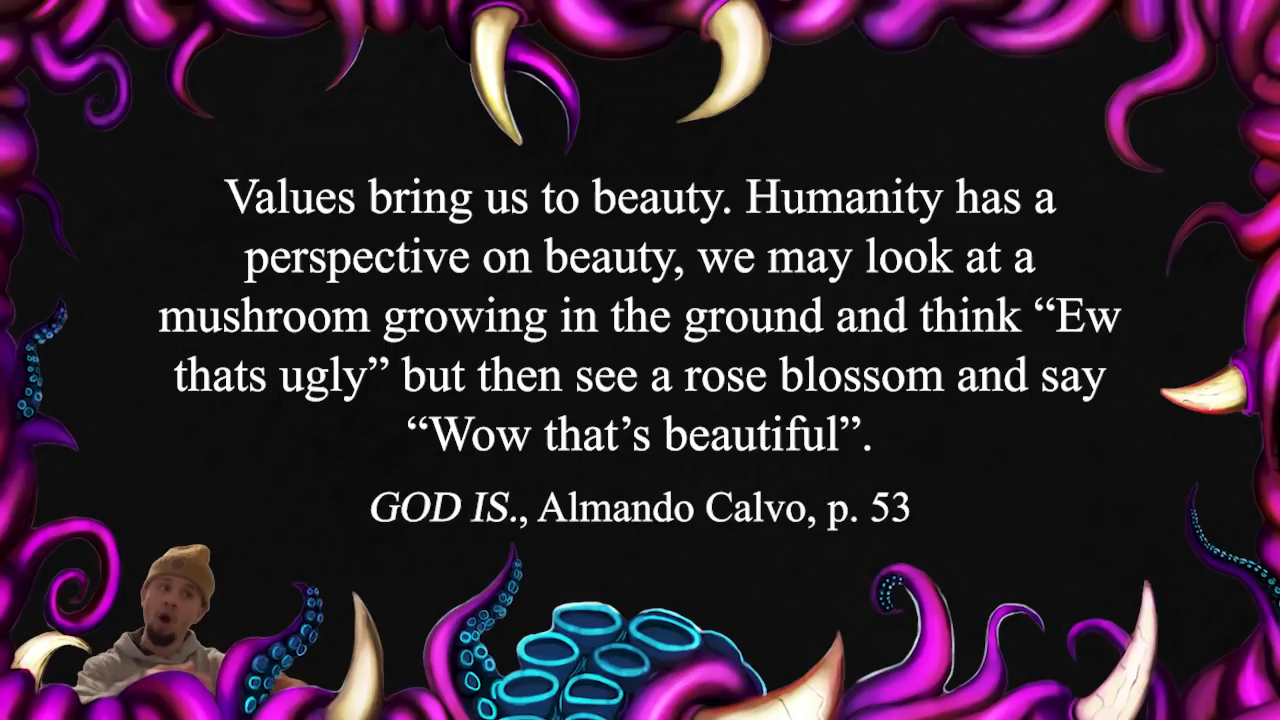 Values bring us to beauty. Humanity has a
perspective on beauty, we may look at a
mushroom growing in the ground and think “Ew
thats ugly” but then see a rose blossom and say
“Wow that’s beautiful”.
GOD IS., Almando Calvo, p. 53